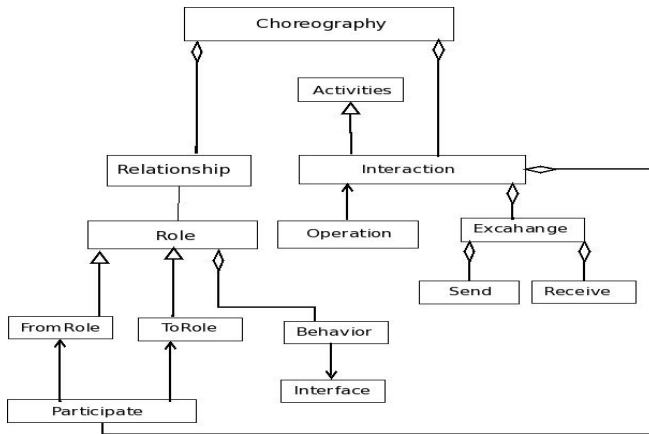 Choreography
Activities
Relationship
Interaction
Role
Operation
Excahange
Send
Receive
FromRole
ToRole
Behavior
Interface
Participate